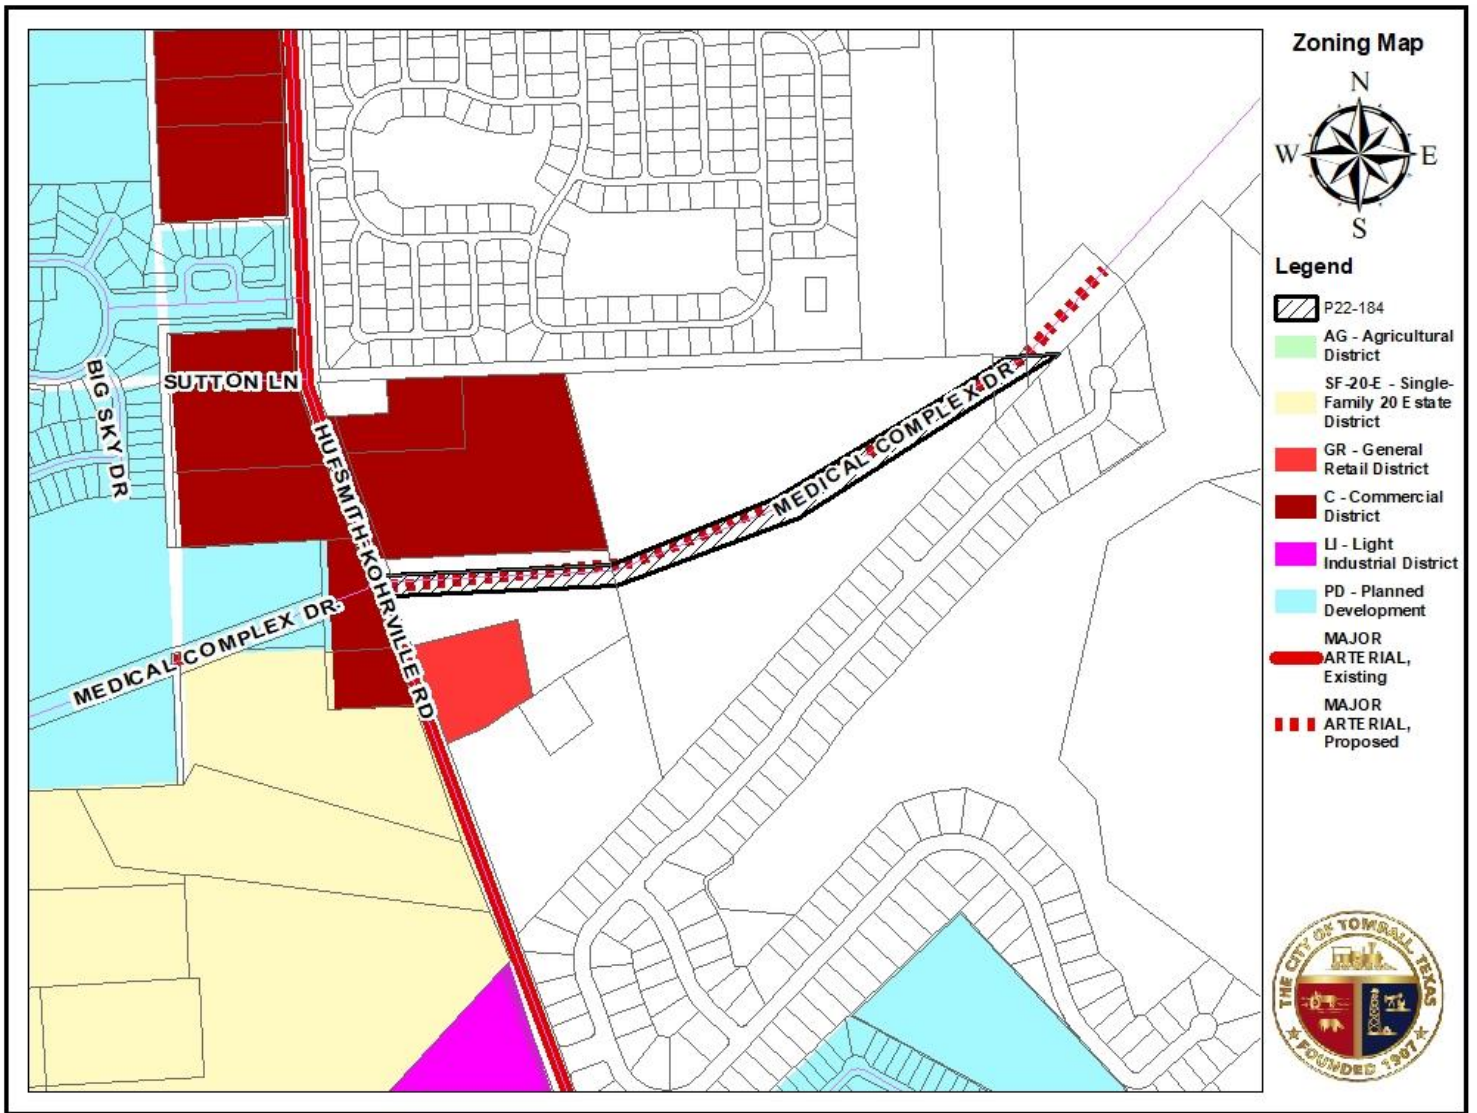 Zoning Map
N
W
E
S
Legend
P22-184
AG - Agricultural
District
SF-20-E - Single-
Family 20 Estate
District
GR - General
Retail District
C - Commercial
District
LI - Light
Industrial District
PD - Planned
Development
MAJOR
ARTERIAL,
Existing
MAJOR
ARTERIAL,
Proposed
SUTTON LN
BIG SKY DR
HUFSMITH-KOHRVILLE RD
MEDICAL COMPLEX DR
MEDICAL COMPLEX DR
THE CITY OF TOMBALL, TEXAS
FOUNDED 1907